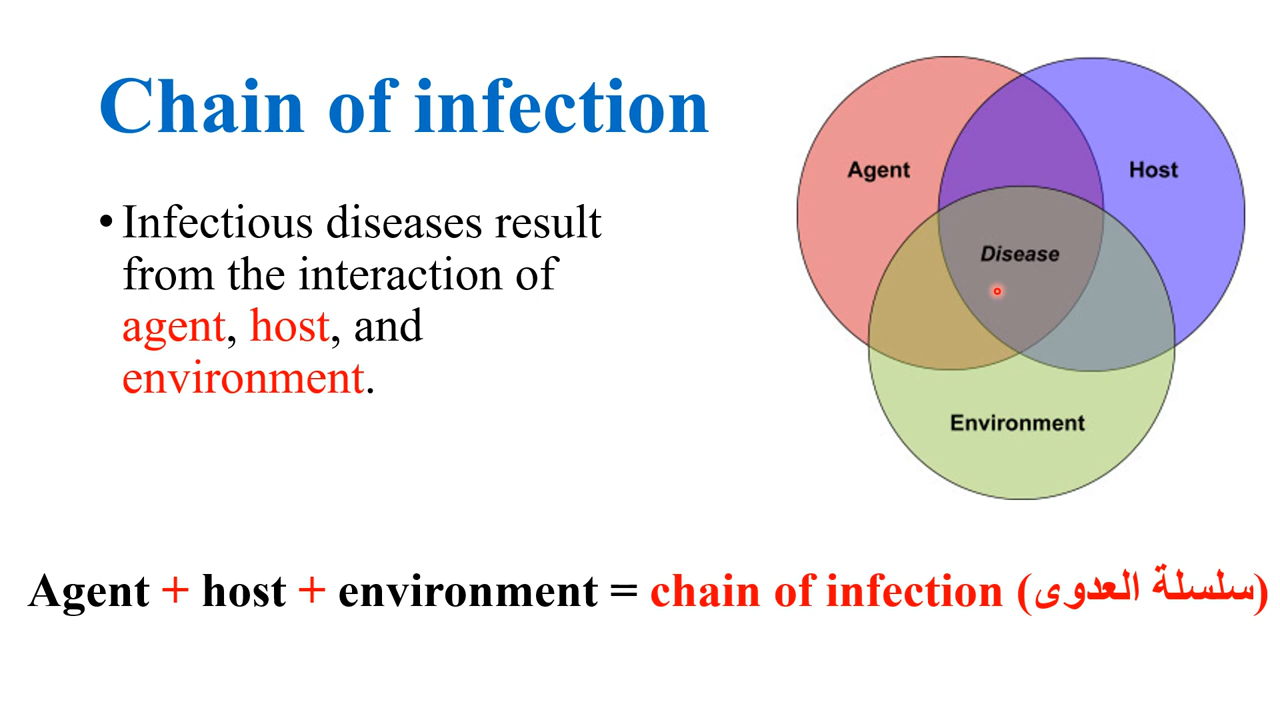 Chain of infection
• Infectious diseases result
from the interaction of
agent, host, and
environment.
Agent
Host
Disease
Environment
Agent + host + environment = chain of infection (سلسلة العدوى)